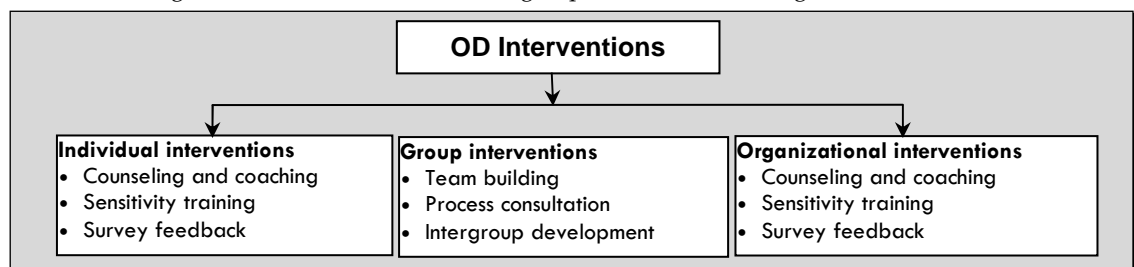 OD Interventions
Individual interventions
• Counseling and coaching
• Sensitivity training
• Survey feedback
Group interventions
• Team building
• Process consultation
• Intergroup development
Organizational interventions
• Counseling and coaching
• Sensitivity training
• Survey feedback